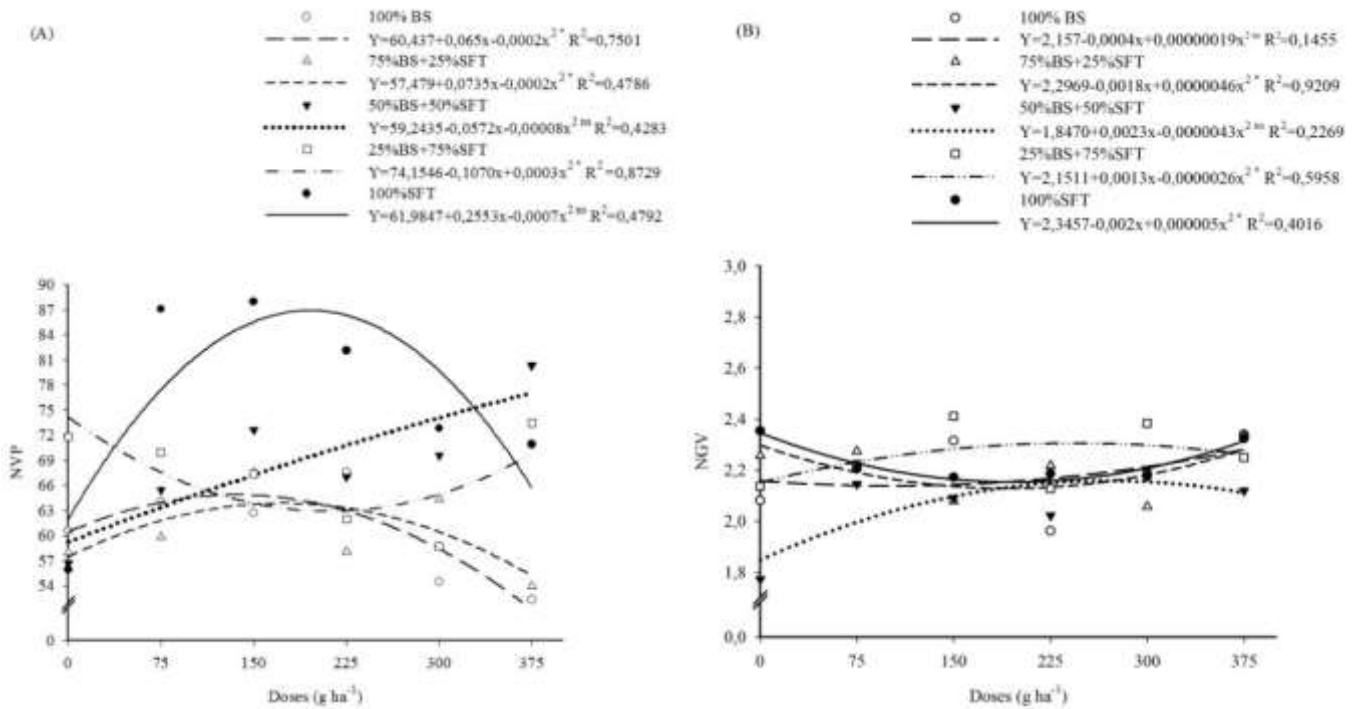 (A)
100% BS
Y=60,437+0,065x-0,0002x²* R²=0,7501
75%BS+25%SFT
Y=57,479+0,0735x-0,0002x²* R²=0,4786
50%BS+50%SFT
Y=59,2435-0,0572x-0,00008x² ns R²=0,4283
25%BS+75%SFT
Y=74,1546-0,1070x+0,0003x²* R²=0,8729
100%SFT
Y=61,9847+0,2553x-0,0007x² ns R²=0,4792
NVP
90
87
84
81
78
75
72
69
66
63
60
57
54
0
0 75 150 225 300 375
Doses (g ha⁻¹)
(B)
100% BS
Y=2,157-0,0004x+0,00000019x² ns R²=0,1455
75%BS+25%SFT
Y=2,2969-0,0018x+0,0000046x²* R²=0,9209
50%BS+50%SFT
Y=1,8470+0,0023x-0,0000043x² ns R²=0,2269
25%BS+75%SFT
Y=2,1511+0,0013x-0,0000026x²* R²=0,5958
100%SFT
Y=2,3457-0,002x+0,000005x²* R²=0,4016
NGV
3,0
2,8
2,6
2,4
2,2
2,0
1,8
0,0
0 75 150 225 300 375
Doses (g ha⁻¹)